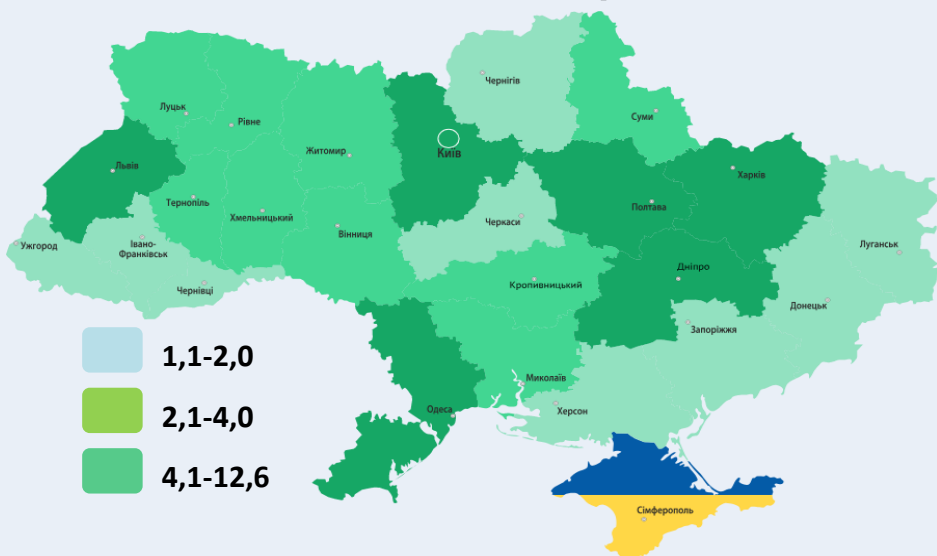 Чернігів
Суми
Луцьк
Рівне
Житомир
Київ
Львів
Харків
Тернопіль
Хмельницький
Полтава
Черкаси
Вінниця
Ужгород
Івано-
Франківськ
Луганськ
Дніпро
Кропивницький
Чернівці
Донецьк
Запоріжжя
1,1-2,0
Миколаїв
Херсон
Одеса
2,1-4,0
4,1-12,6
Сімферополь